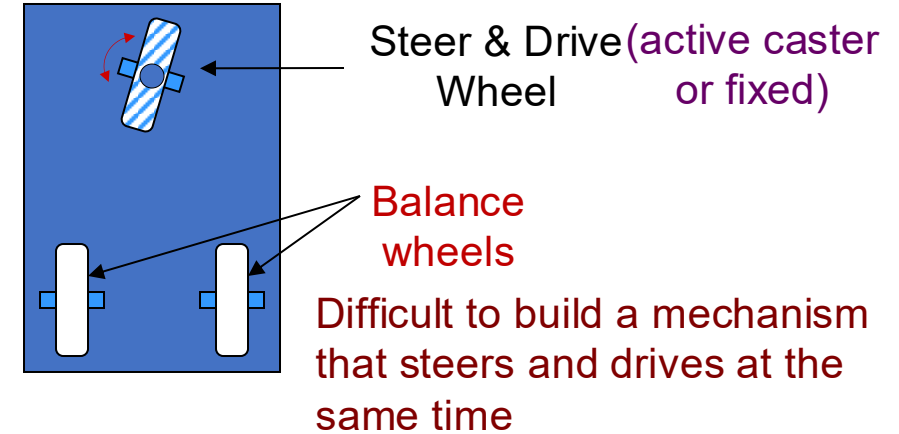 Steer & Drive (active caster
Wheel or fixed)
Balance
wheels
Difficult to build a mechanism
that steers and drives at the
same time